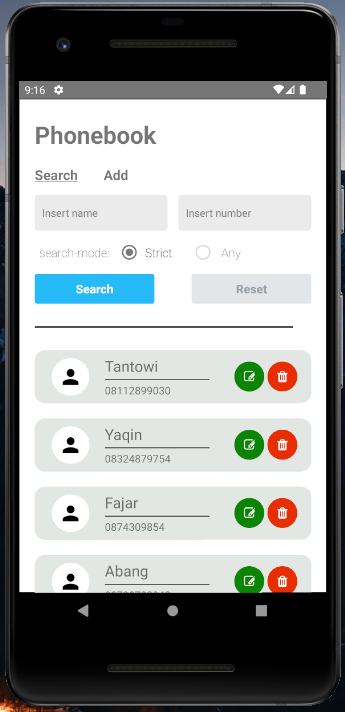 9:16
Phonebook
Search Add
Insert name Insert number
search-mode: Strict Any
Search Reset
Tantowi
08112899030
Yaqin
08324879754
Fajar
0874309854
Abang